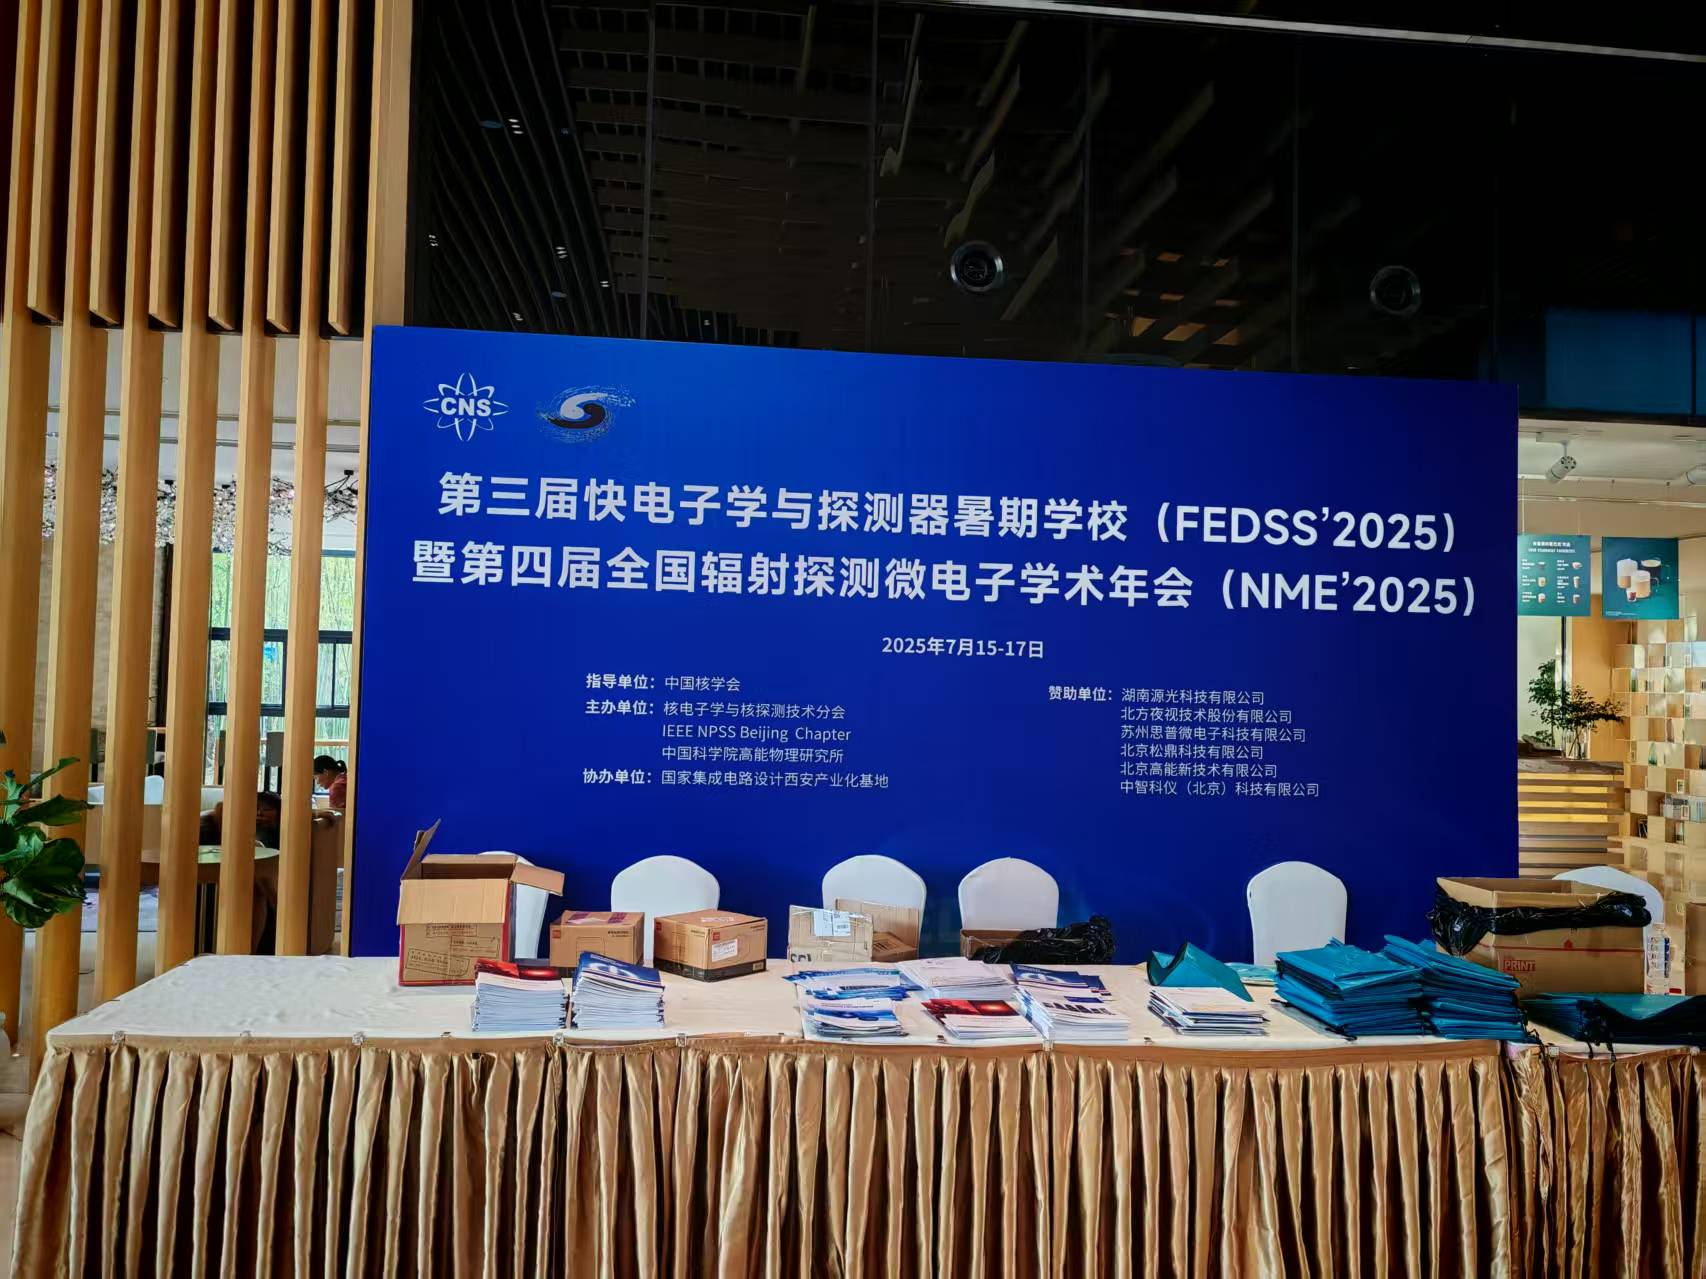 CNS
第三届快电子学与探测器暑期学校（FEDSS’2025）
暨第四届全国辐射探测微电子学术年会（NME’2025）
2025年7月15-17日
指导单位：中国核学会
主办单位：核电子学与核探测技术分会
IEEE NPSS Beijing Chapter
中国科学院高能物理研究所
协办单位：国家集成电路设计西安产业化基地
赞助单位：湖南源光科技有限公司
北方夜视技术股份有限公司
苏州思普微电子科技有限公司
北京松鼎科技有限公司
北京高能新技术有限公司
中智科仪（北京）科技有限公司
PRINT